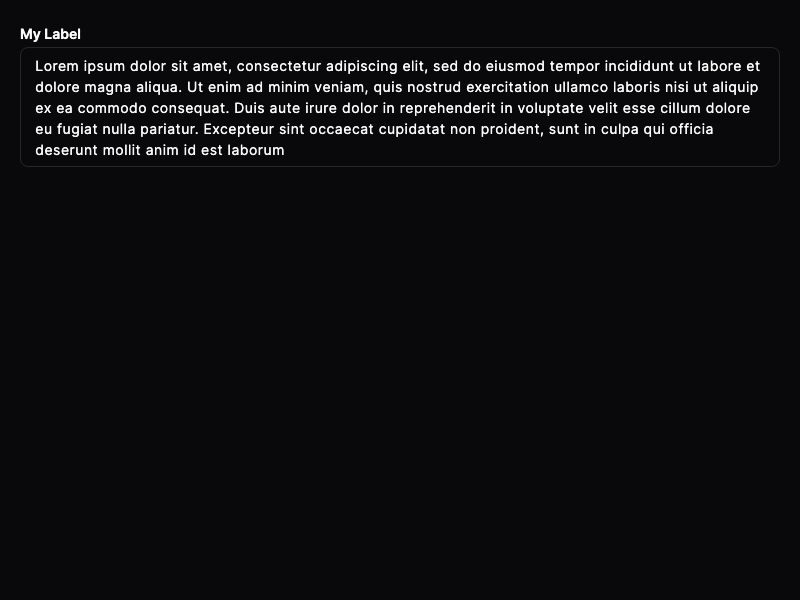 My Label
Lorem ipsum dolor sit amet, consectetur adipiscing elit, sed do eiusmod tempor incididunt ut labore et
dolore magna aliqua. Ut enim ad minim veniam, quis nostrud exercitation ullamco laboris nisi ut aliquip
ex ea commodo consequat. Duis aute irure dolor in reprehenderit in voluptate velit esse cillum dolore
eu fugiat nulla pariatur. Excepteur sint occaecat cupidatat non proident, sunt in culpa qui officia
deserunt mollit anim id est laborum